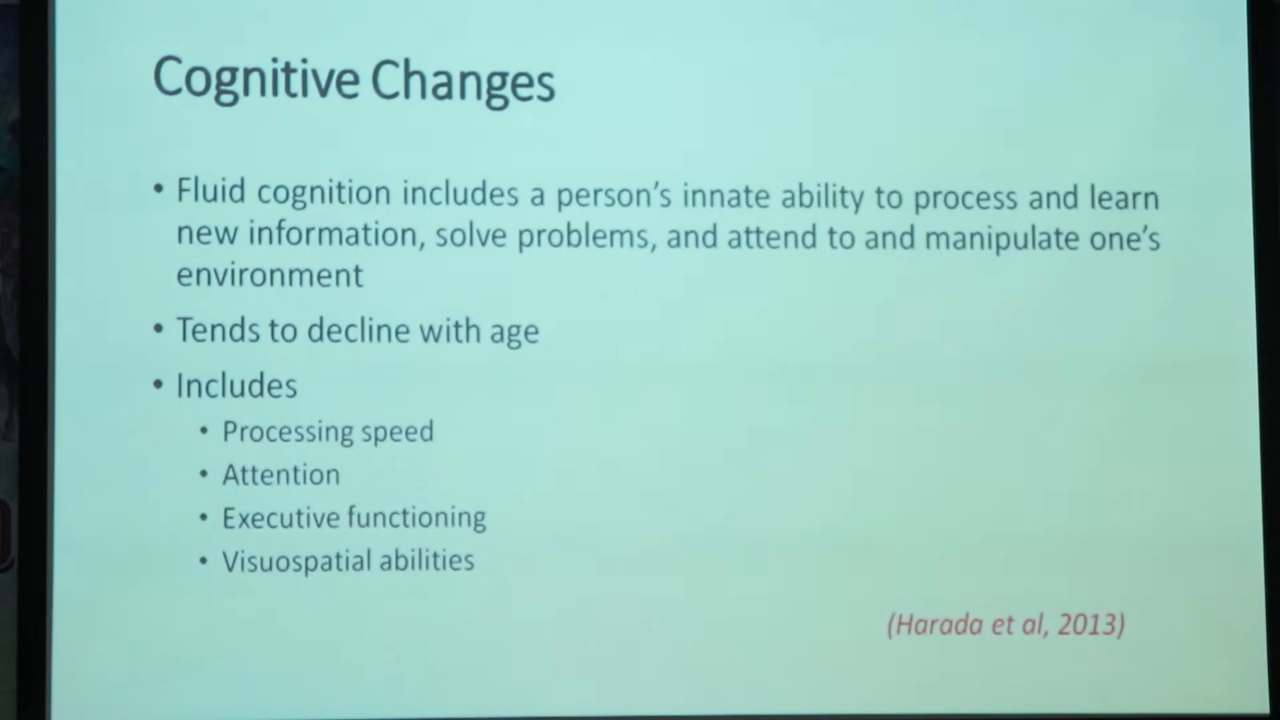 Cognitive Changes
• Fluid cognition includes a person's innate ability to process and learn
new information, solve problems, and attend to and manipulate one's
environment
• Tends to decline with age
• Includes
• Processing speed
• Attention
• Executive functioning
• Visuospatial abilities
(Harada et al, 2013)